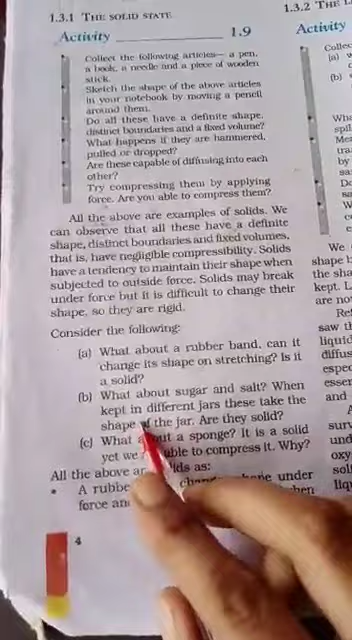 1.3.1 THE SOLID STATE
Activity 1.9
Collect the following articles— a pen,
a book, a needle and a piece of wooden
stick.
Sketch the shape of the above articles
in your notebook by moving a pencil
around them.
Do all these have a definite shape,
distinct boundaries and a fixed volume?
What happens if they are hammered,
pulled or dropped?
Are these capable of diffusing into each
other?
Try compressing them by applying
force. Are you able to compress them?
All the above are examples of solids. We
can observe that all these have a definite
shape, distinct boundaries and fixed volumes,
that is, have negligible compressibility. Solids
have a tendency to maintain their shape when
subjected to outside force. Solids may break
under force but it is difficult to change their
shape, so they are rigid.
Consider the following:
(a) What about a rubber band, can it
change its shape on stretching? Is it
a solid?
(b) What about sugar and salt? When
kept in different jars these take the
shape of the jar. Are they solid?
(c) What about a sponge? It is a solid
yet we able to compress it. Why?
All the above as:
• A under
force
4
1.3.2 THE
Activity
(a)
(b)
We
shape
the
kept.
are
saw
and